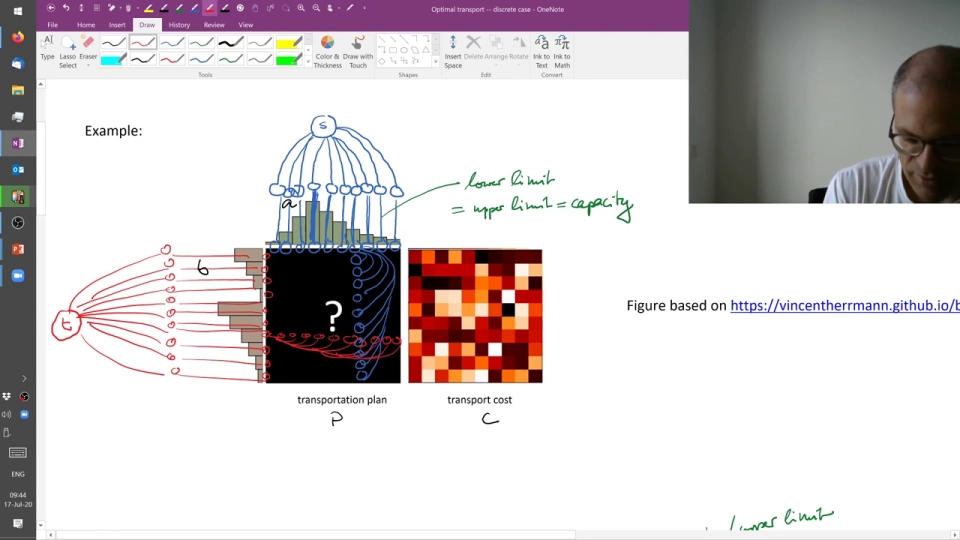 Optimal transport -- discrete case - OneNote
File Home Insert Draw History Review View
Type Lasso Select Eraser Color & Thickness Draw with Touch Insert Space Delete Arrange Rotate Ink to Text Ink to Math
Tools Shapes Edit Convert
Example:
s
a
lower limit
= upper limit = capacity
b
t
?
Figure based on https://vincentherrmann.github.io/b
transportation plan
transport cost
P
C
ENG
09:44
17-Jul-20
upper limit